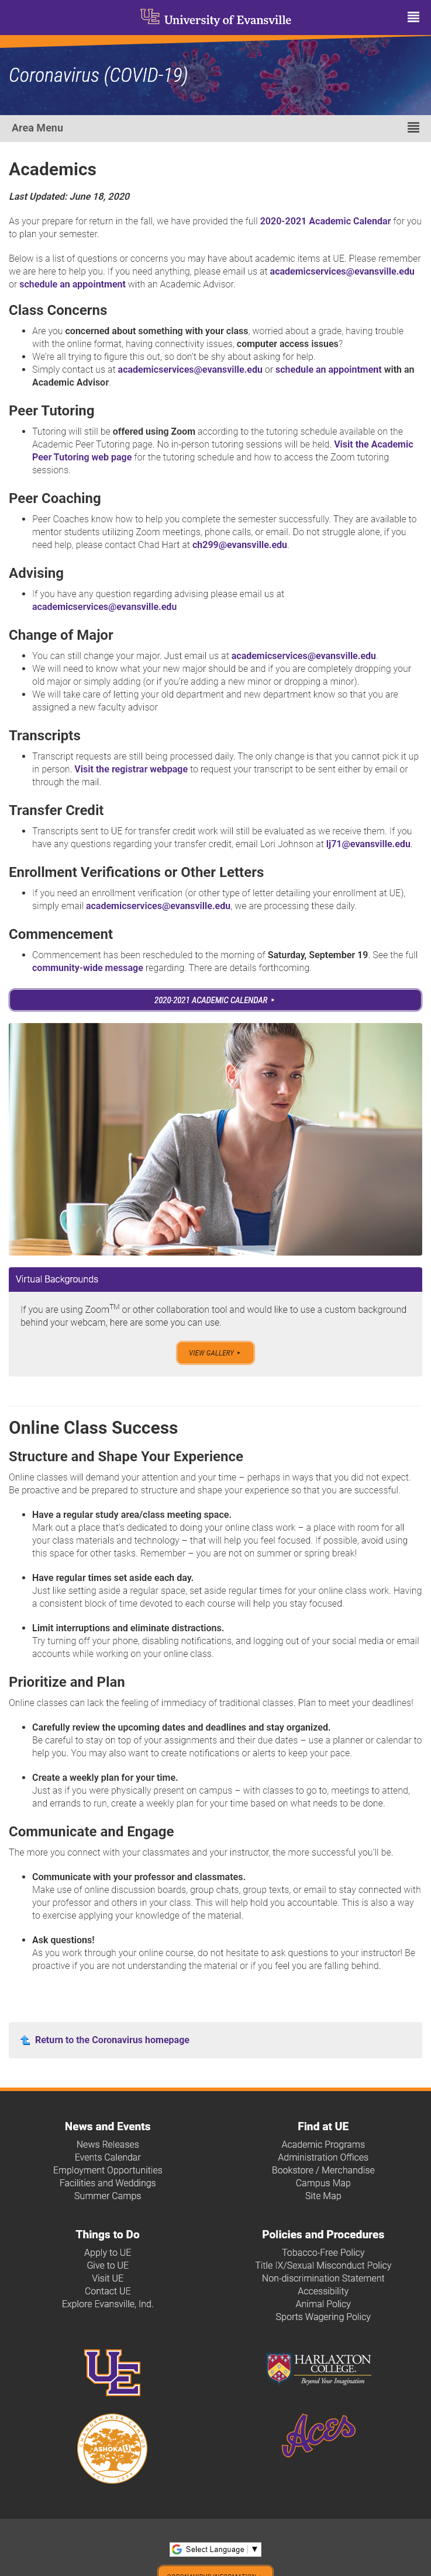 University of Evansville
Coronavirus (COVID-19)
Area Menu
Academics
Last Updated: June 18, 2020
As your prepare for return in the fall, we have provided the full 2020-2021 Academic Calendar for you
to plan your semester.
Below is a list of questions or concerns you may have about academic items at UE. Please remember
we are here to help you. If you need anything, please email us at academicservices@evansville.edu
or schedule an appointment with an Academic Advisor.
Class Concerns
• Are you concerned about something with your class, worried about a grade, having trouble
with the online format, having connectivity issues, computer access issues?
• We're all trying to figure this out, so don't be shy about asking for help.
• Simply contact us at academicservices@evansville.edu or schedule an appointment with an
Academic Advisor.
Peer Tutoring
• Tutoring will still be offered using Zoom according to the tutoring schedule available on the
Academic Peer Tutoring page. No in-person tutoring sessions will be held. Visit the Academic
Peer Tutoring web page for the tutoring schedule and how to access the Zoom tutoring
sessions.
Peer Coaching
• Peer Coaches know how to help you complete the semester successfully. They are available to
mentor students utilizing Zoom meetings, phone calls, or email. Do not struggle alone, if you
need help, please contact Chad Hart at ch299@evansville.edu.
Advising
• If you have any question regarding advising please email us at
academicservices@evansville.edu
Change of Major
• You can still change your major. Just email us at academicservices@evansville.edu.
• We will need to know what your new major should be and if you are completely dropping your
old major or simply adding (or if you're adding a new minor or dropping a minor).
• We will take care of letting your old department and new department know so that you are
assigned a new faculty advisor
Transcripts
• Transcript requests are still being processed daily. The only change is that you cannot pick it up
in person. Visit the registrar webpage to request your transcript to be sent either by email or
through the mail.
Transfer Credit
• Transcripts sent to UE for transfer credit work will still be evaluated as we receive them. If you
have any questions regarding your transfer credit, email Lori Johnson at lj71@evansville.edu.
Enrollment Verifications or Other Letters
• If you need an enrollment verification (or other type of letter detailing your enrollment at UE),
simply email academicservices@evansville.edu, we are processing these daily.
Commencement
• Commencement has been rescheduled to the morning of Saturday, September 19. See the full
community-wide message regarding. There are details forthcoming.
2020-2021 ACADEMIC CALENDAR
Virtual Backgrounds
If you are using Zoom™ or other collaboration tool and would like to use a custom background
behind your webcam, here are some you can use.
VIEW GALLERY
Online Class Success
Structure and Shape Your Experience
Online classes will demand your attention and your time – perhaps in ways that you did not expect.
Be proactive and be prepared to structure and shape your experience so that you are successful.
• Have a regular study area/class meeting space.
Mark out a place that's dedicated to doing your online class work – a place with room for all
your class materials and technology – that will help you feel focused. If possible, avoid using
this space for other tasks. Remember – you are not on summer or spring break!
• Have regular times set aside each day.
Just like setting aside a regular space, set aside regular times for your online class work. Having
a consistent block of time devoted to each course will help you stay focused.
• Limit interruptions and eliminate distractions.
Try turning off your phone, disabling notifications, and logging out of your social media or email
accounts while working on your online class.
Prioritize and Plan
Online classes can lack the feeling of immediacy of traditional classes. Plan to meet your deadlines!
• Carefully review the upcoming dates and deadlines and stay organized.
Be careful to stay on top of your assignments and their due dates – use a planner or calendar to
help you. You may also want to create notifications or alerts to keep your pace.
• Create a weekly plan for your time.
Just as if you were physically present on campus – with classes to go to, meetings to attend,
and errands to run, create a weekly plan for your time based on what needs to be done.
Communicate and Engage
The more you connect with your classmates and your instructor, the more successful you'll be.
• Communicate with your professor and classmates.
Make use of online discussion boards, group chats, group texts, or email to stay connected with
your professor and others in your class. This will help hold you accountable. This is also a way
to exercise applying your knowledge of the material.
• Ask questions!
As you work through your online course, do not hesitate to ask questions to your instructor! Be
proactive if you are not understanding the material or if you feel you are falling behind.
Return to the Coronavirus homepage
News and Events
News Releases
Events Calendar
Employment Opportunities
Facilities and Weddings
Summer Camps
Find at UE
Academic Programs
Administration Offices
Bookstore / Merchandise
Campus Map
Site Map
Things to Do
Apply to UE
Give to UE
Visit UE
Contact UE
Explore Evansville, Ind.
Policies and Procedures
Tobacco-Free Policy
Title IX/Sexual Misconduct Policy
Non-discrimination Statement
Accessibility
Animal Policy
Sports Wagering Policy
UE
HARLAXTON
COLLEGE
Beyond Your Imagination
ASHOKA U
Aces
Select Language ▼